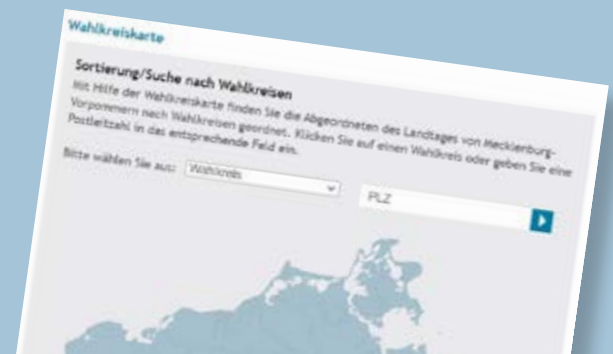 Wahlkreiskarte
Sortierung/Suche nach Wahlkreisen
Mit Hilfe der Wahlkreiskarte finden Sie die Abgeordneten des Landtages von Mecklenburg-
Vorpommern nach Wahlkreisen geordnet. Klicken Sie auf einen Wahlkreis oder geben Sie eine
Postleitzahl in das entsprechende Feld ein.
Bitte wählen Sie aus: Wahlkreis PLZ